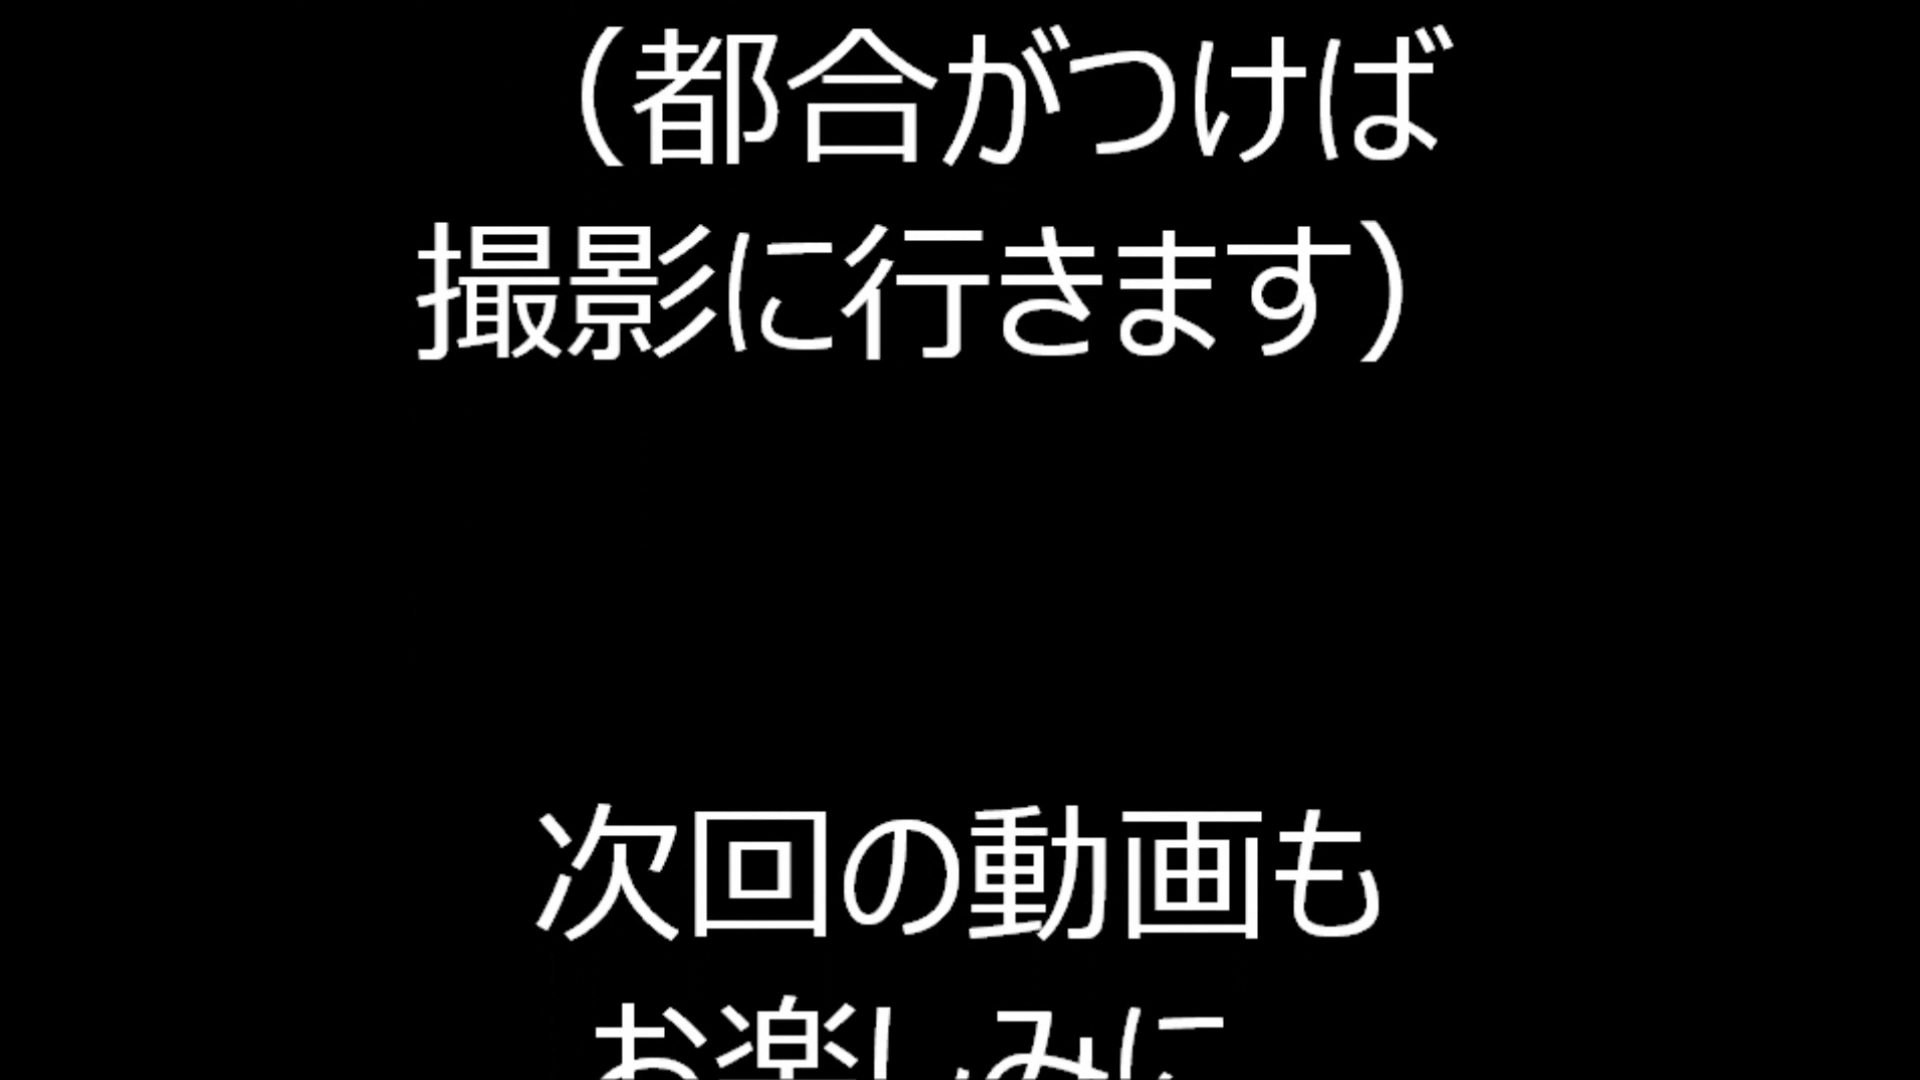 （都合がつけば
撮影に行きます）
次回の動画も
お楽しみに